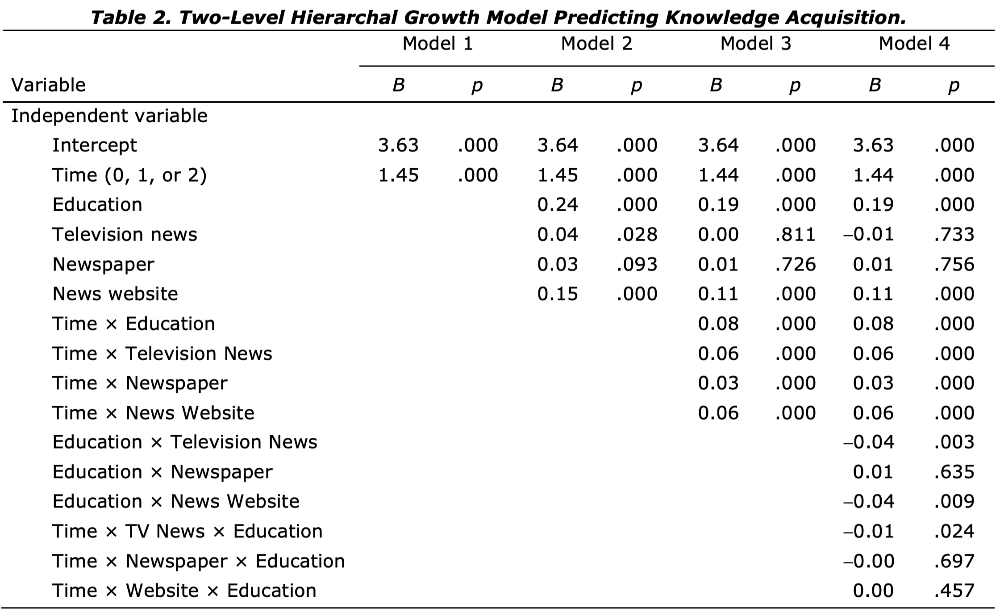 Table 2. Two-Level Hierarchal Growth Model Predicting Knowledge Acquisition.
Model 1 Model 2 Model 3 Model 4
Variable B p B p B p B p
Independent variable
Intercept 3.63 .000 3.64 .000 3.64 .000 3.63 .000
Time (0, 1, or 2) 1.45 .000 1.45 .000 1.44 .000 1.44 .000
Education 0.24 .000 0.19 .000 0.19 .000
Television news 0.04 .028 0.00 .811 –0.01 .733
Newspaper 0.03 .093 0.01 .726 0.01 .756
News website 0.15 .000 0.11 .000 0.11 .000
Time × Education 0.08 .000 0.08 .000
Time × Television News 0.06 .000 0.06 .000
Time × Newspaper 0.03 .000 0.03 .000
Time × News Website 0.06 .000 0.06 .000
Education × Television News –0.04 .003
Education × Newspaper 0.01 .635
Education × News Website –0.04 .009
Time × TV News × Education –0.01 .024
Time × Newspaper × Education –0.00 .697
Time × Website × Education 0.00 .457